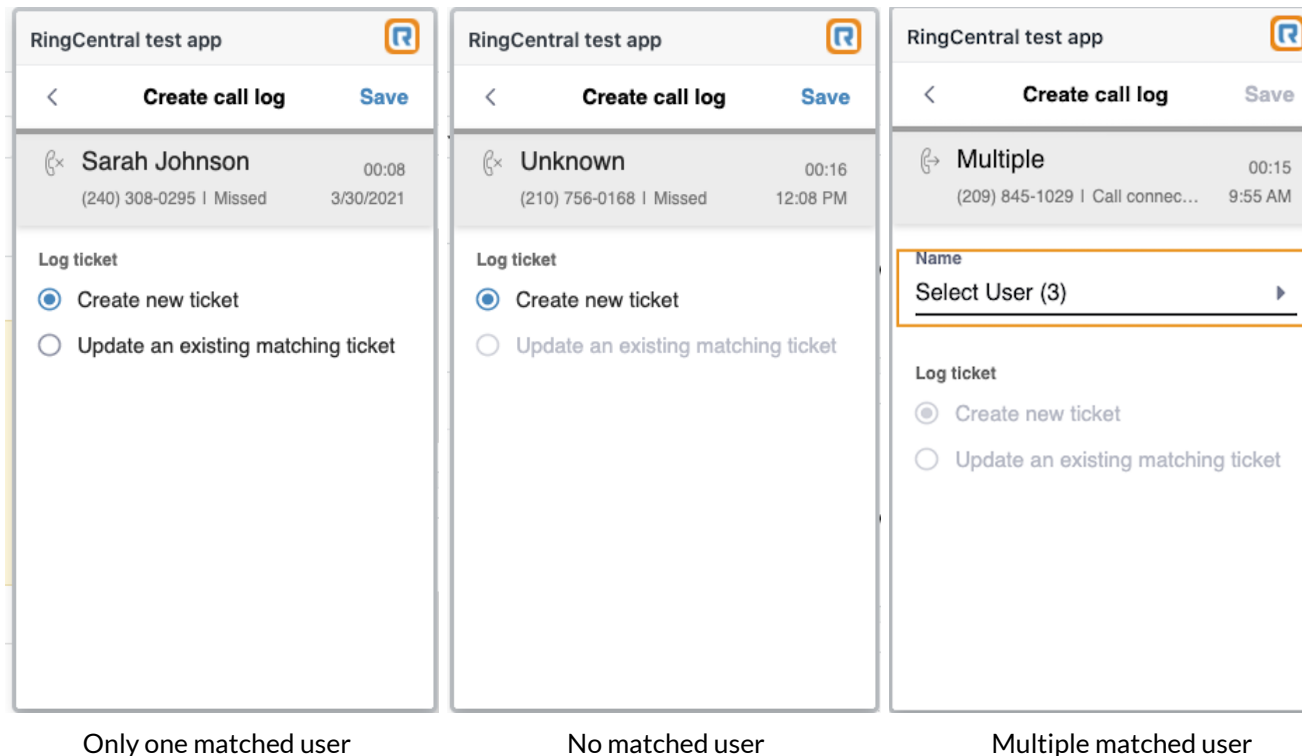 RingCentral test app
Create call log Save
Sarah Johnson 00:08
(240) 308-0295 | Missed 3/30/2021
Log ticket
Create new ticket
Update an existing matching ticket
Only one matched user
RingCentral test app
Create call log Save
Unknown 00:16
(210) 756-0168 | Missed 12:08 PM
Log ticket
Create new ticket
Update an existing matching ticket
No matched user
RingCentral test app
Create call log Save
Multiple 00:15
(209) 845-1029 | Call connec... 9:55 AM
Name
Select User (3)
Log ticket
Create new ticket
Update an existing matching ticket
Multiple matched user